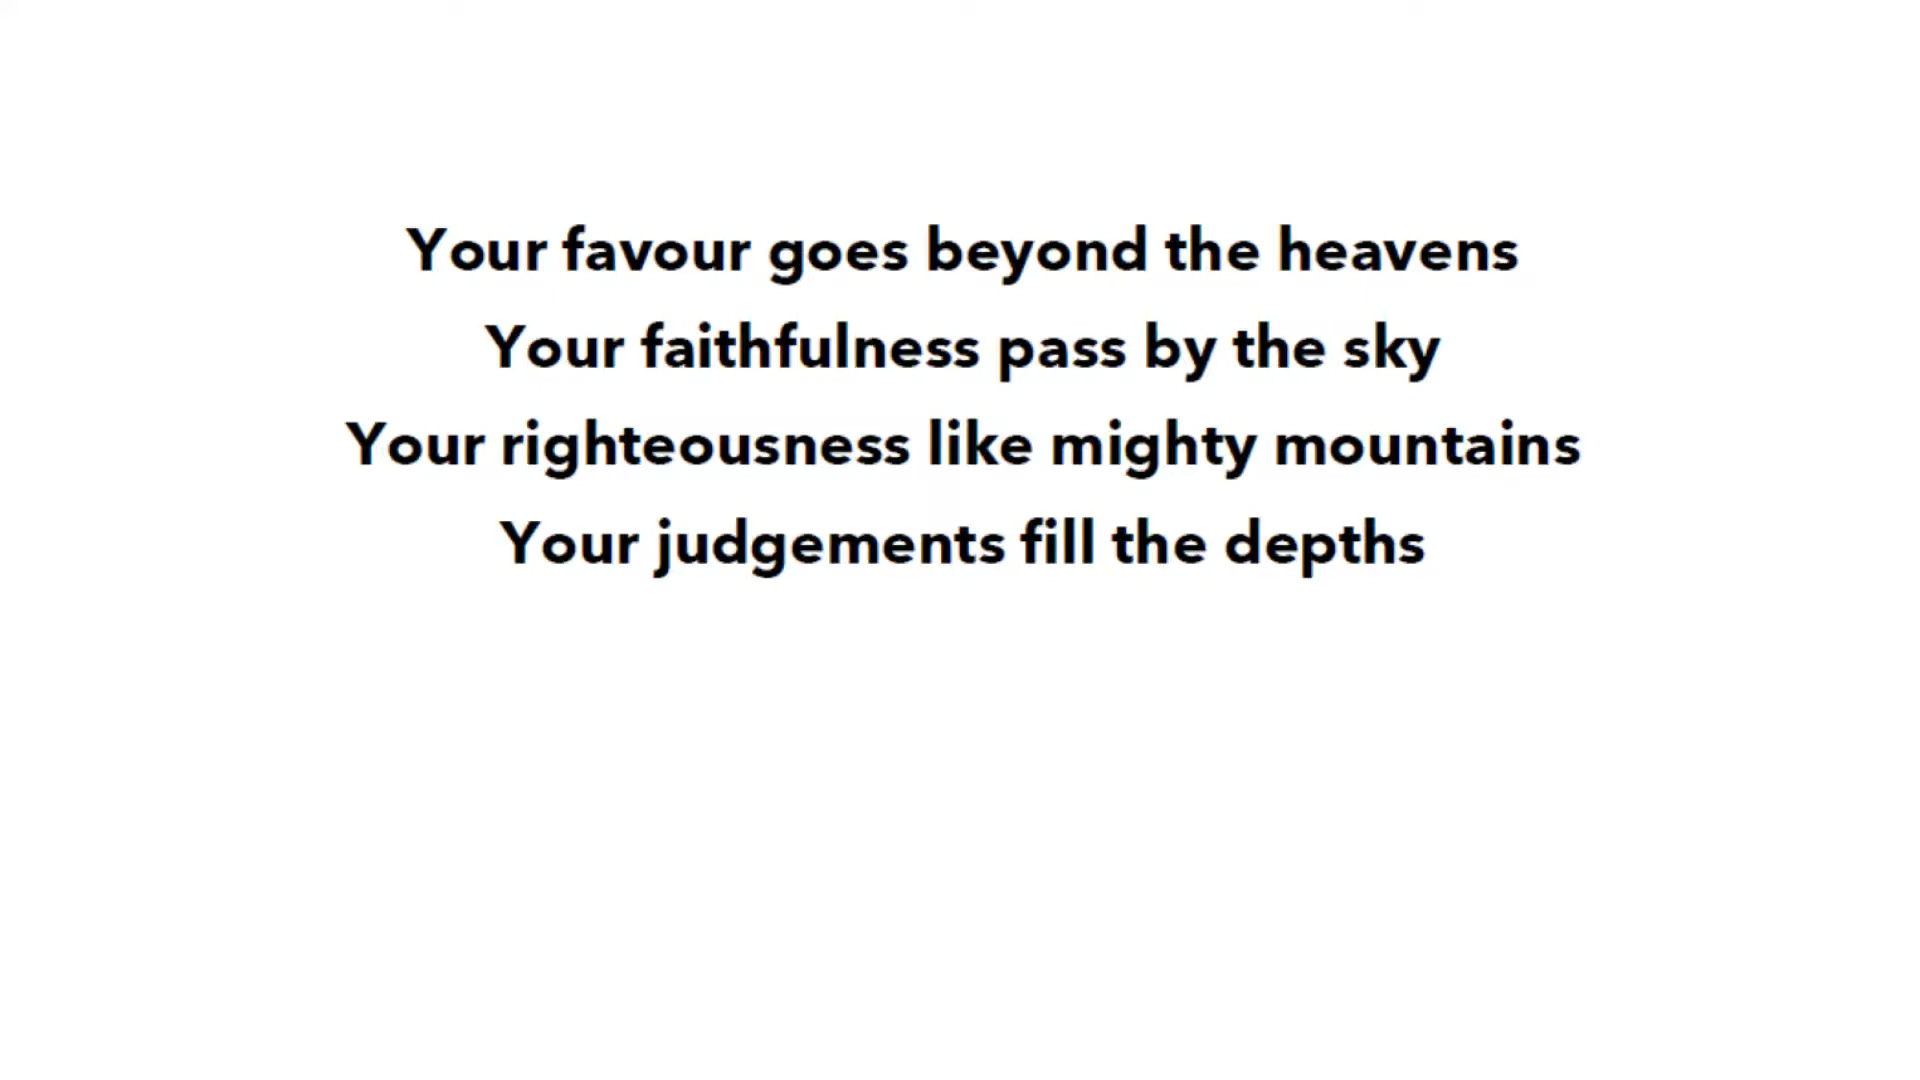 Your favour goes beyond the heavens
Your faithfulness pass by the sky
Your righteousness like mighty mountains
Your judgements fill the depths